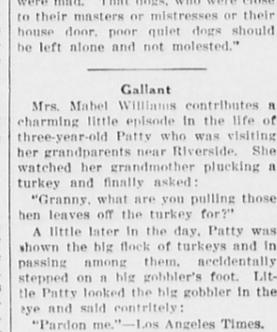 were mad. That dogs, who were close
to their masters or mistresses or their
house door, poor quiet dogs should
be left alone and not molested."
Gallant
Mrs. Mabel Williams contributes a
charming little episode in the life of
three-year-old Patty who was visiting
her grandparents near Riverside. She
watched her grandmother plucking a
turkey and finally asked:
"Granny, what are you pulling those
hen leaves off the turkey for?"
A little later in the day, Patty was
shown the big flock of turkeys and in
passing among them, accidentally
stepped on a big gobbler's foot. Lit-
tle Patty looked the big gobbler in the
eye and said contritely:
"Pardon me."—Los Angeles Times.